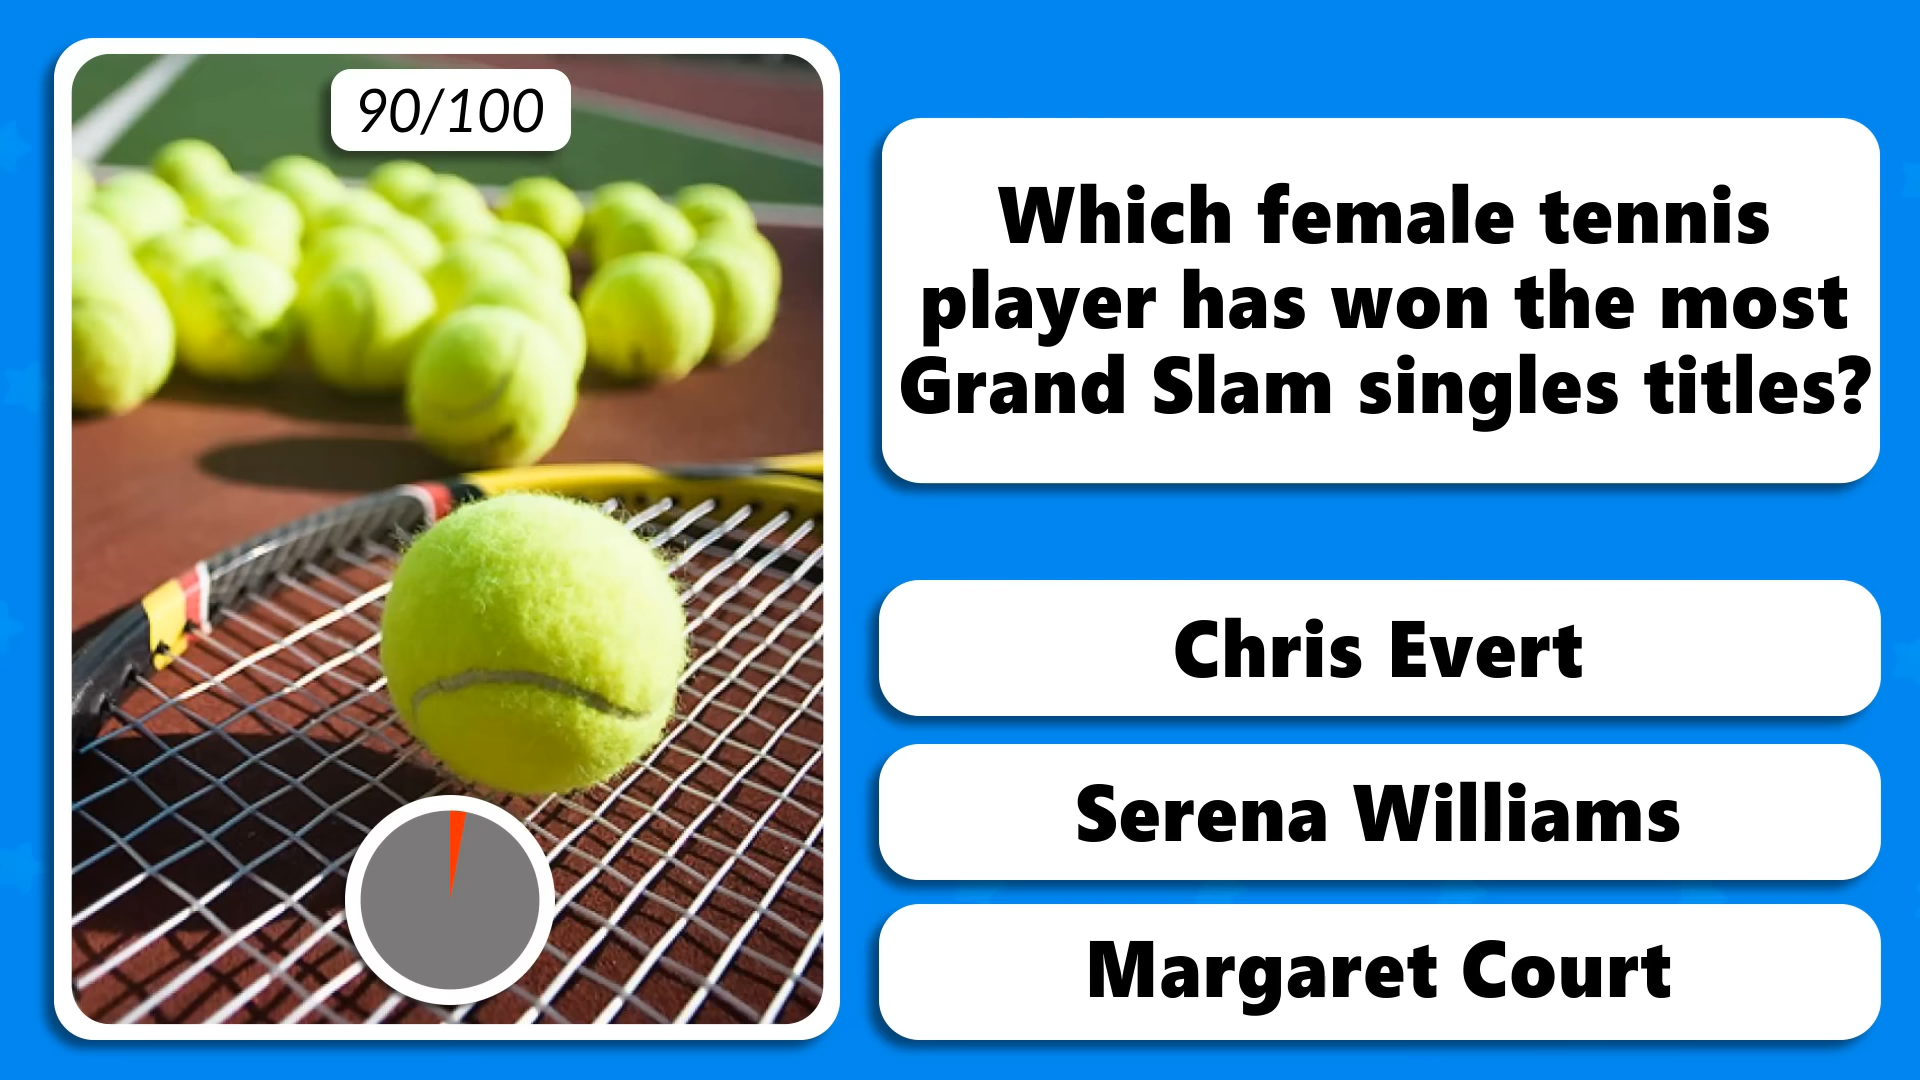 90/100
Which female tennis
player has won the most
Grand Slam singles titles?
Chris Evert
Serena Williams
Margaret Court